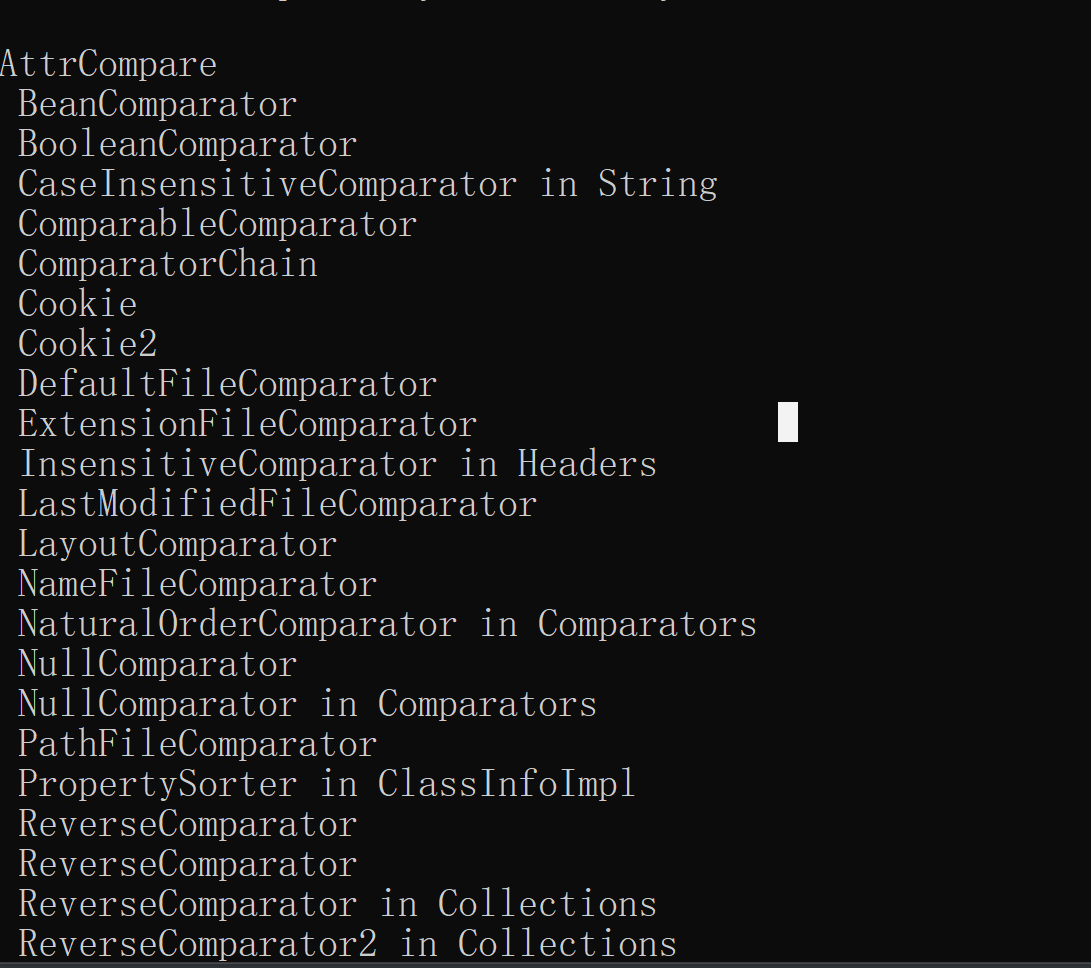 AttrCompare
BeanComparator
BooleanComparator
CaseInsensitiveComparator in String
ComparableComparator
ComparatorChain
Cookie
Cookie2
DefaultFileComparator
ExtensionFileComparator
InsensitiveComparator in Headers
LastModifiedFileComparator
LayoutComparator
NameFileComparator
NaturalOrderComparator in Comparators
NullComparator
NullComparator in Comparators
PathFileComparator
PropertySorter in ClassInfoImpl
ReverseComparator
ReverseComparator
ReverseComparator in Collections
ReverseComparator2 in Collections